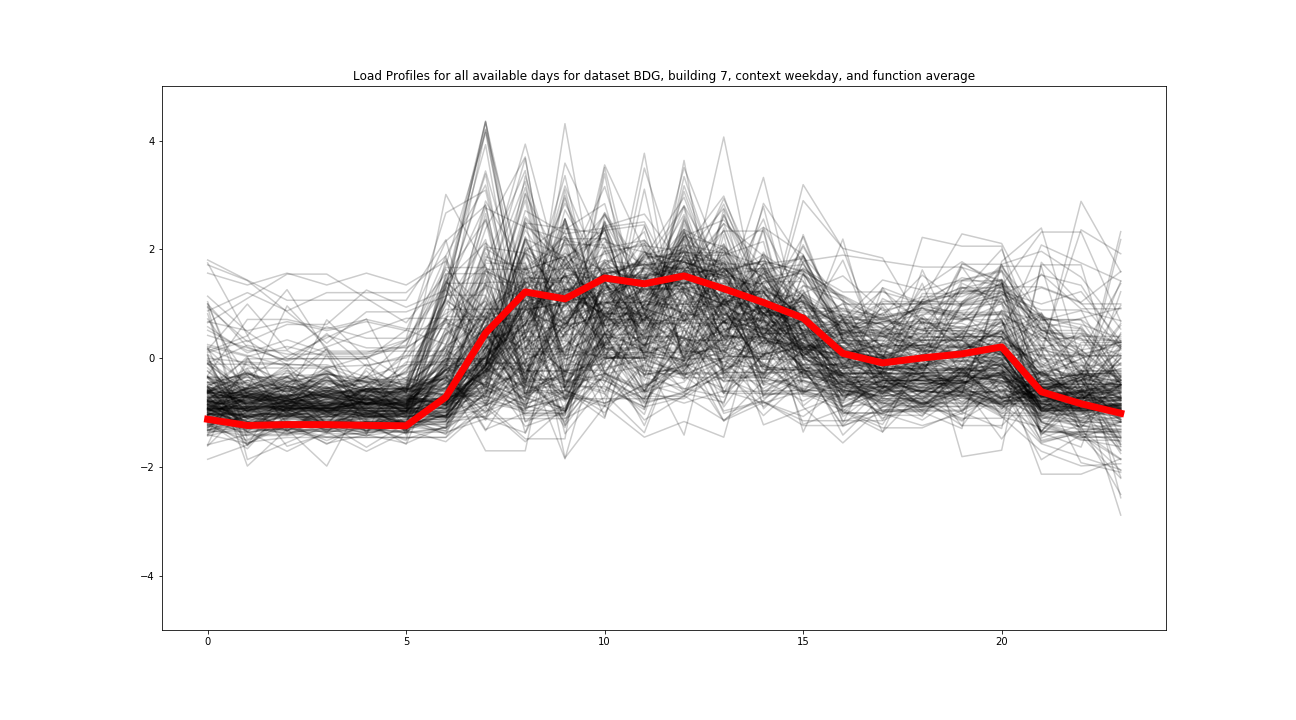 Load Profiles for all available days for dataset BDG, building 7, context weekday, and function average
4
2
0
−2
−4
0 5 10 15 20